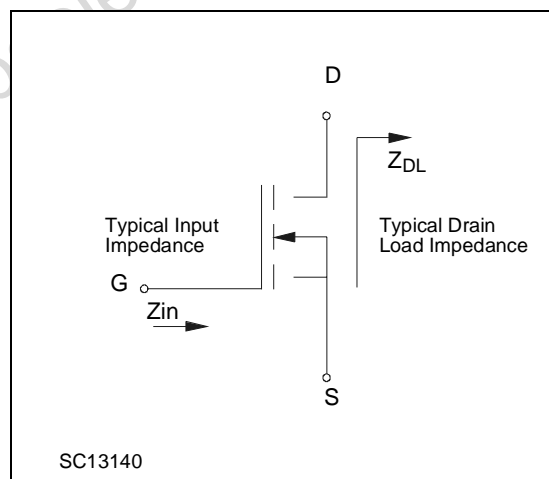 D
Z_DL
Typical Input
Impedance
Typical Drain
Load Impedance
G
Zin
S
SC13140